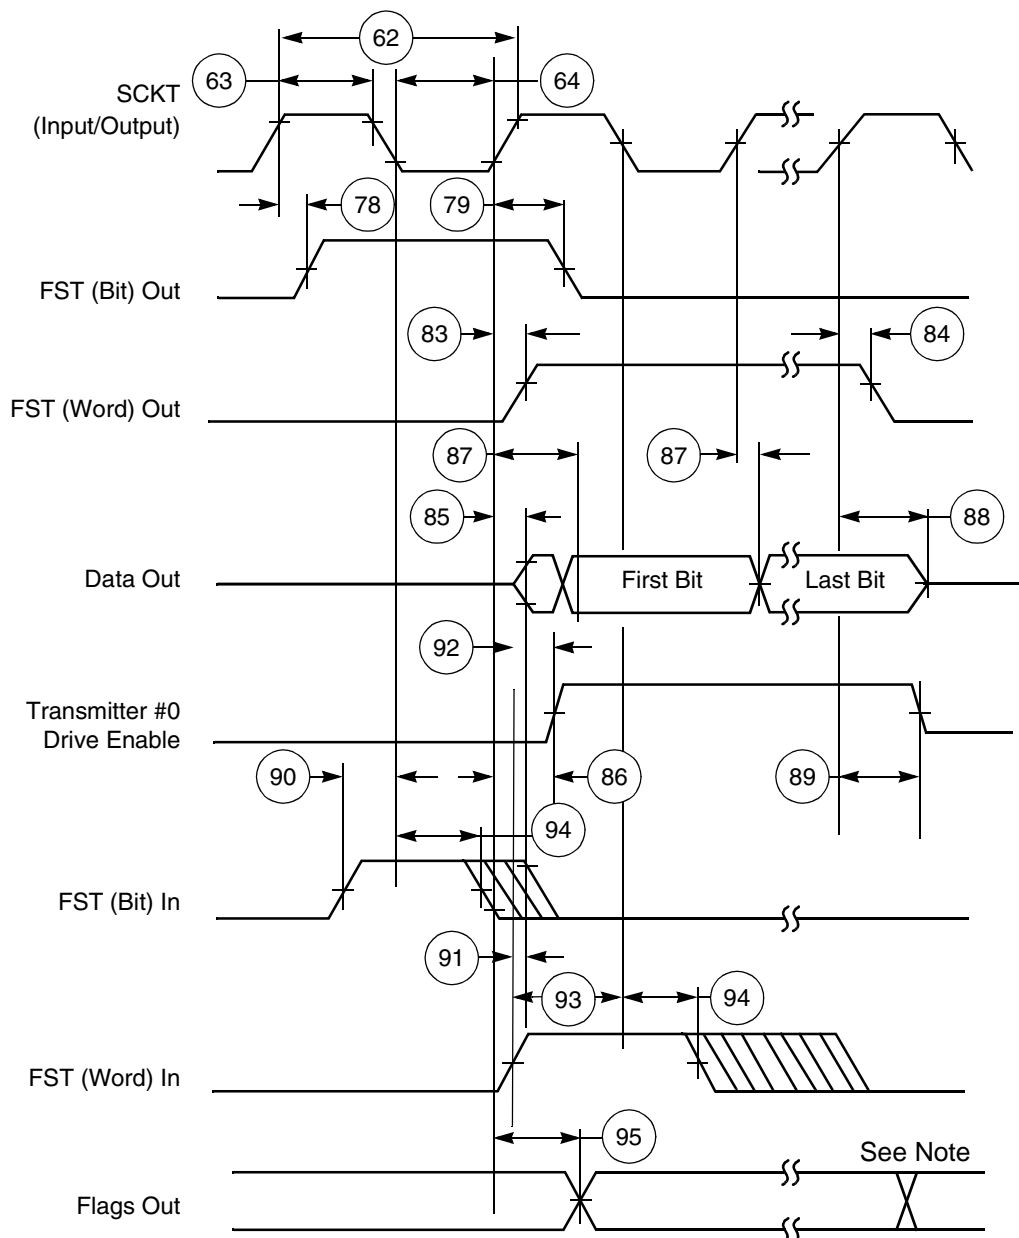 62
63
64
SCKT
(Input/Output)
78
79
FST (Bit) Out
83
84
FST (Word) Out
87
87
85
88
Data Out
First Bit
Last Bit
92
Transmitter #0
Drive Enable
90
86
89
94
FST (Bit) In
91
93
94
FST (Word) In
95
See Note
Flags Out